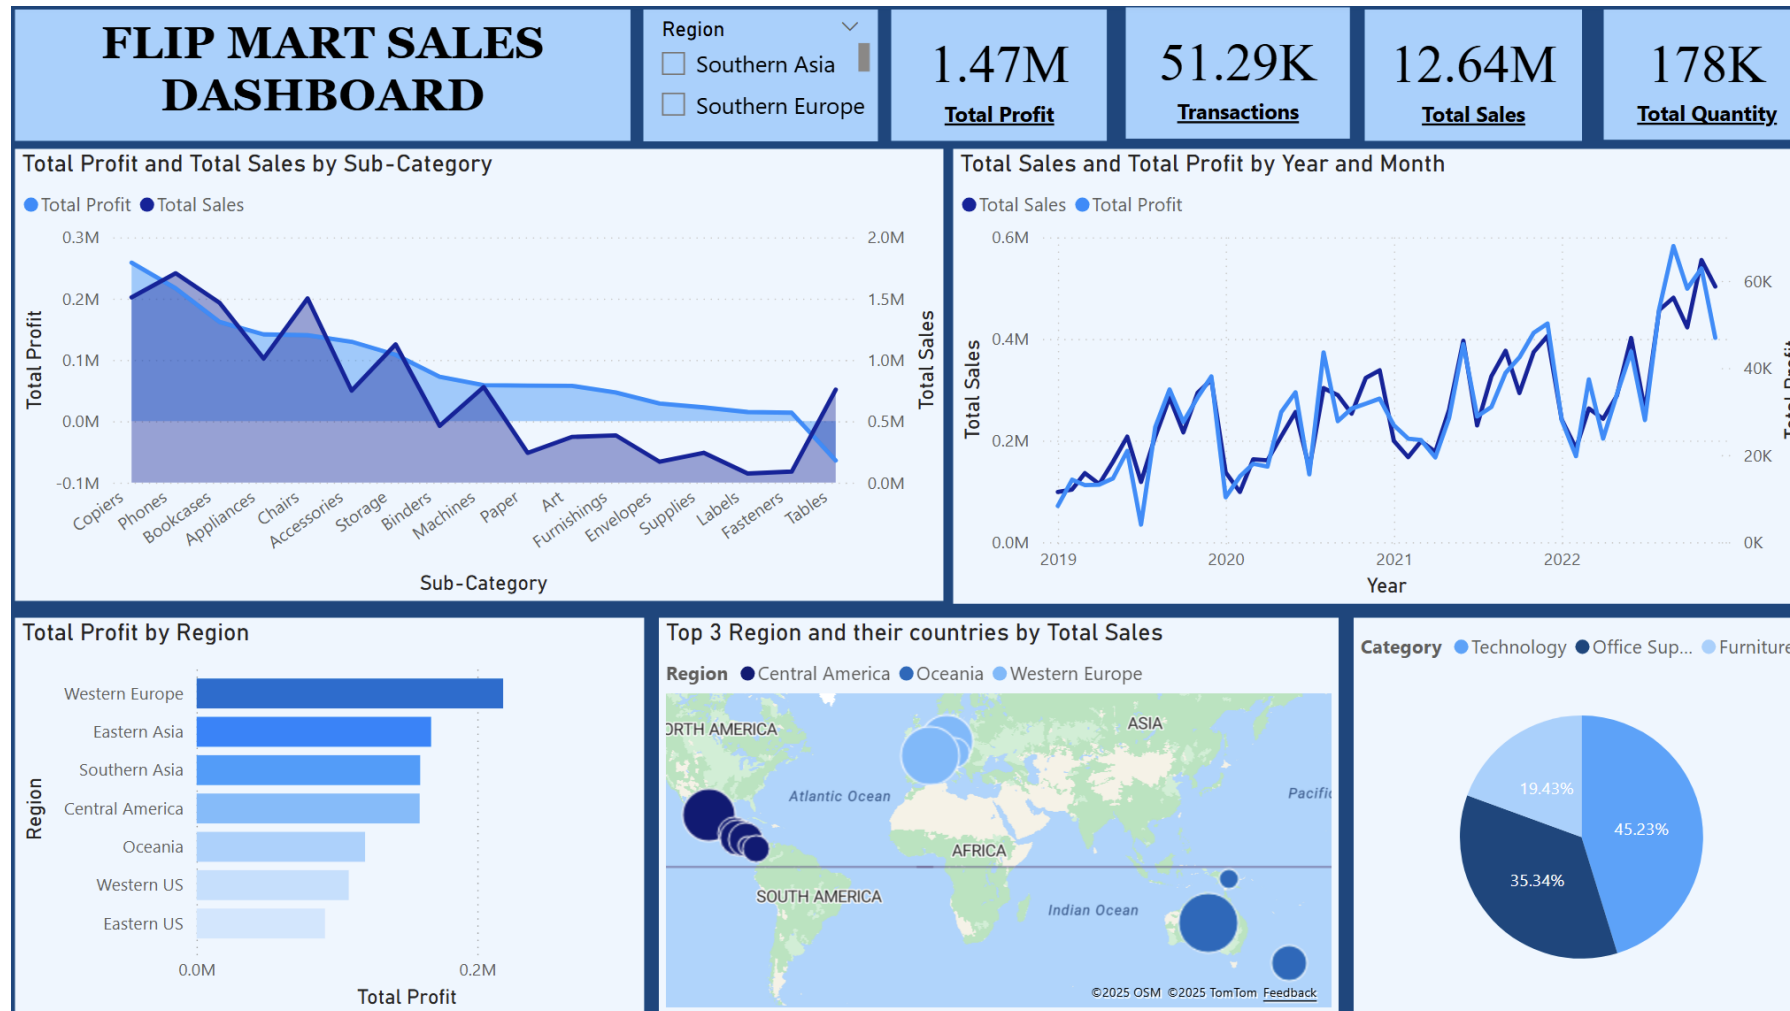 FLIP MART SALES
DASHBOARD
Region
Southern Asia
Southern Europe
1.47M
Total Profit
51.29K
Transactions
12.64M
Total Sales
178K
Total Quantity
Total Profit and Total Sales by Sub-Category
Total Profit Total Sales
0.3M
0.2M
0.1M
0.0M
-0.1M
Total Profit
2.0M
1.5M
1.0M
0.5M
0.0M
Total Sales
Copiers
Phones
Bookcases
Appliances
Chairs
Accessories
Storage
Binders
Machines
Paper
Art
Furnishings
Envelopes
Supplies
Labels
Fasteners
Tables
Sub-Category
Total Sales and Total Profit by Year and Month
Total Sales Total Profit
0.6M
0.4M
0.2M
0.0M
Total Sales
60K
40K
20K
0K
Total Profit
2019 2020 2021 2022
Year
Total Profit by Region
Region
Western Europe
Eastern Asia
Southern Asia
Central America
Oceania
Western US
Eastern US
0.0M 0.2M
Total Profit
Top 3 Region and their countries by Total Sales
Region Central America Oceania Western Europe
ORTH AMERICA
ASIA
Atlantic Ocean
Pacific
AFRICA
SOUTH AMERICA
Indian Ocean
©2025 OSM ©2025 TomTom Feedback
Category Technology Office Sup... Furniture
19.43%
45.23%
35.34%